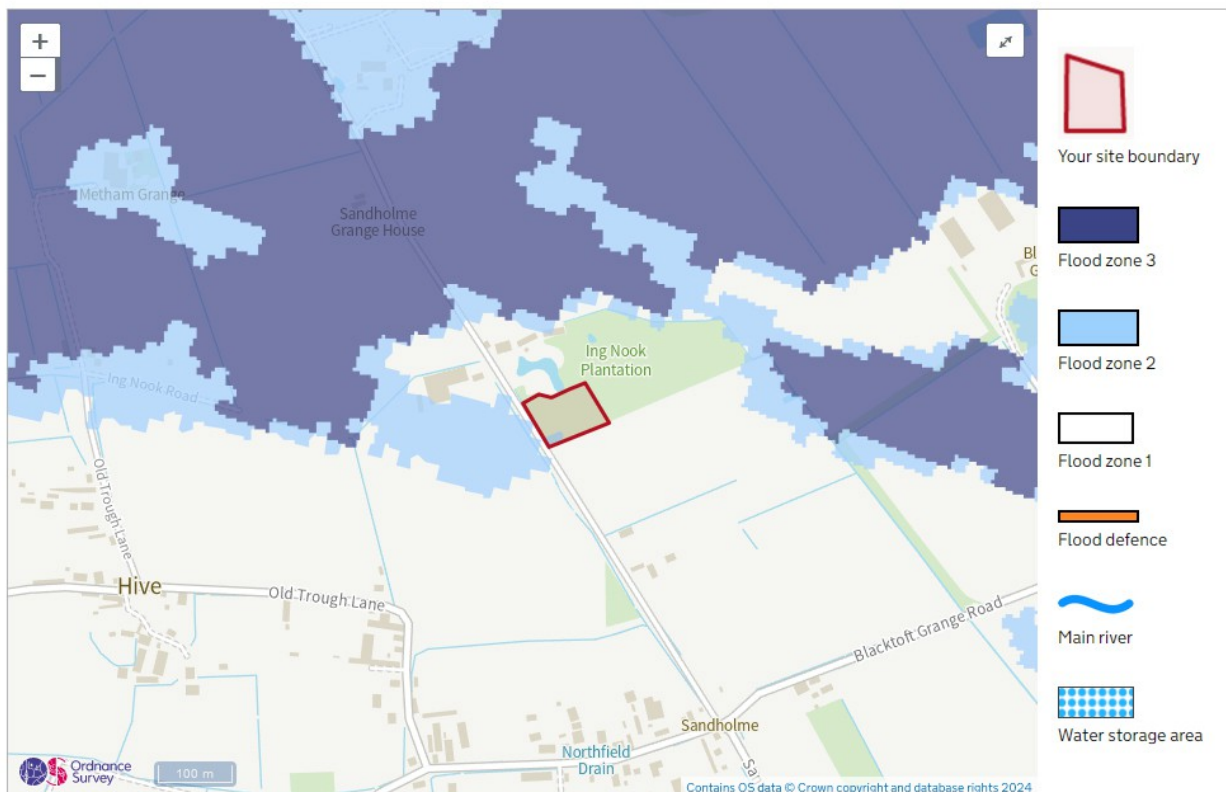 +
−
Metham Grange
Sandholme
Grange House
Ing Nook
Plantation
Ing Nook Road
Old Trough Lane
Hive
Old Trough Lane
Blacktoft Grange Road
Sandholme
Northfield
Drain
Ordnance
Survey
100 m
Contains OS data © Crown copyright and database rights 2024
Your site boundary
Flood zone 3
Flood zone 2
Flood zone 1
Flood defence
Main river
Water storage area